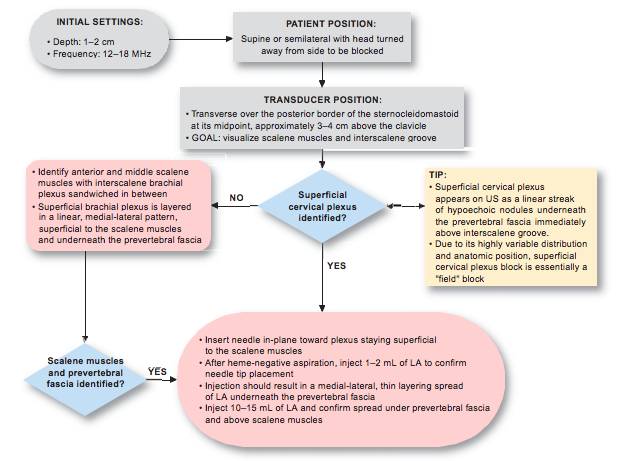 INITIAL SETTINGS:
• Depth: 1–2 cm
• Frequency: 12–18 MHz
PATIENT POSITION:
Supine or semilateral with head turned
away from side to be blocked
TRANSDUCER POSITION:
• Transverse over the posterior border of the sternocleidomastoid
at its midpoint, approximately 3–4 cm above the clavicle
• GOAL: visualize scalene muscles and interscalene groove
• Identify anterior and middle scalene
muscles with interscalene brachial
plexus sandwiched in between
• Superficial brachial plexus is layered
in a linear, medial-lateral pattern,
superficial to the scalene muscles
and underneath the prevertebral fascia
NO
Superficial
cervical plexus
identified?
TIP:
• Superficial cervical plexus
appears on US as a linear streak
of hypoechoic nodules underneath
the prevertebral fascia immediately
above interscalene groove.
• Due to its highly variable distribution
and anatomic position, superficial
cervical plexus block is essentially a
"field" block
YES
Scalene muscles
and prevertebral
fascia identified?
YES
• Insert needle in-plane toward plexus staying superficial
to the scalene muscles
• After heme-negative aspiration, inject 1–2 mL of LA to confirm
needle tip placement
• Injection should result in a medial-lateral, thin layering spread
of LA underneath the prevertebral fascia
• Inject 10–15 mL of LA and confirm spread under prevertebral fascia
and above scalene muscles